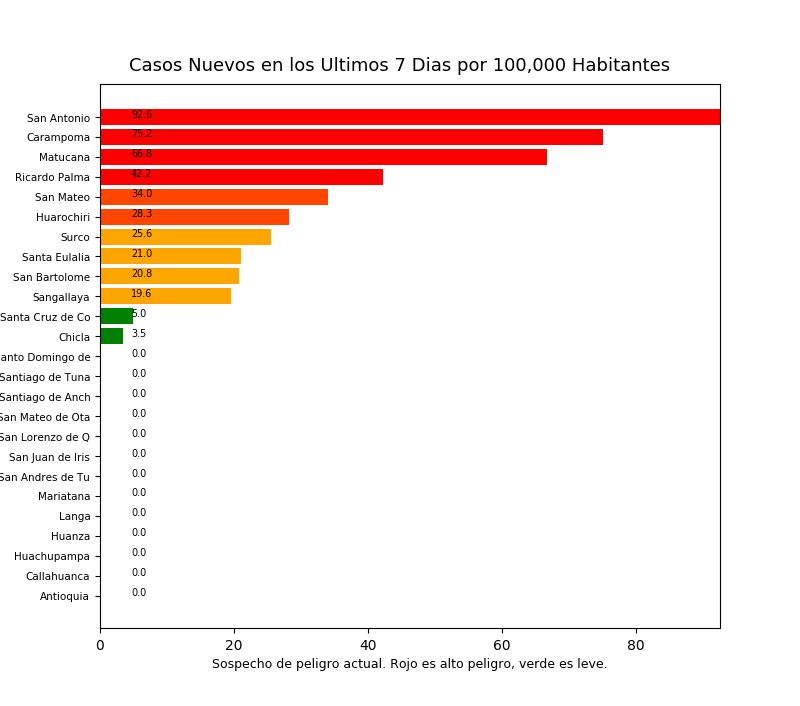 Casos Nuevos en los Ultimos 7 Dias por 100,000 Habitantes
San Antonio 92.6
Carampoma 75.2
Matucana 66.8
Ricardo Palma 42.2
San Mateo 34.0
Huarochiri 28.3
Surco 25.6
Santa Eulalia 21.0
San Bartolome 20.8
Sangallaya 19.6
Santa Cruz de Co 5.0
Chicla 3.5
anto Domingo de 0.0
Santiago de Tuna 0.0
Santiago de Anch 0.0
San Mateo de Ota 0.0
San Lorenzo de Q 0.0
San Juan de Iris 0.0
San Andres de Tu 0.0
Mariatana 0.0
Langa 0.0
Huanza 0.0
Huachupampa 0.0
Callahuanca 0.0
Antioquia 0.0
0 20 40 60 80
Sospecho de peligro actual. Rojo es alto peligro, verde es leve.